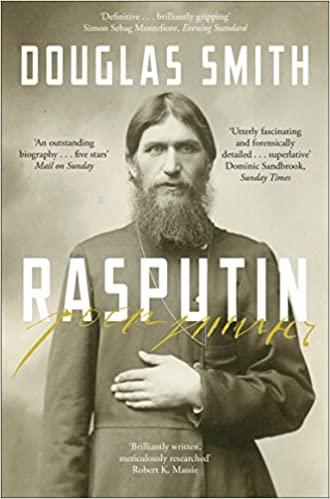 'Definitive . . . brilliantly gripping'
Simon Sebag Montefiore, Evening Standard
DOUGLAS SMITH
'An outstanding
biography . . . five stars'
Mail on Sunday
'Utterly fascinating
and forensically
detailed . . . superlative'
Dominic Sandbrook,
Sunday Times
RASPUTIN
'Brilliantly written,
meticulously researched'
Robert K. Massie